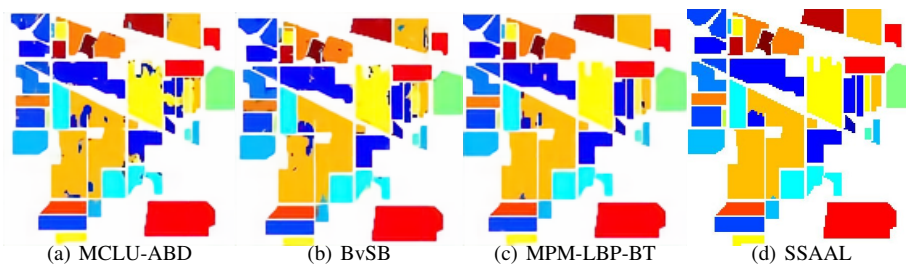 (a) MCLU-ABD
(b) BvSB
(c) MPM-LBP-BT
(d) SSAAL